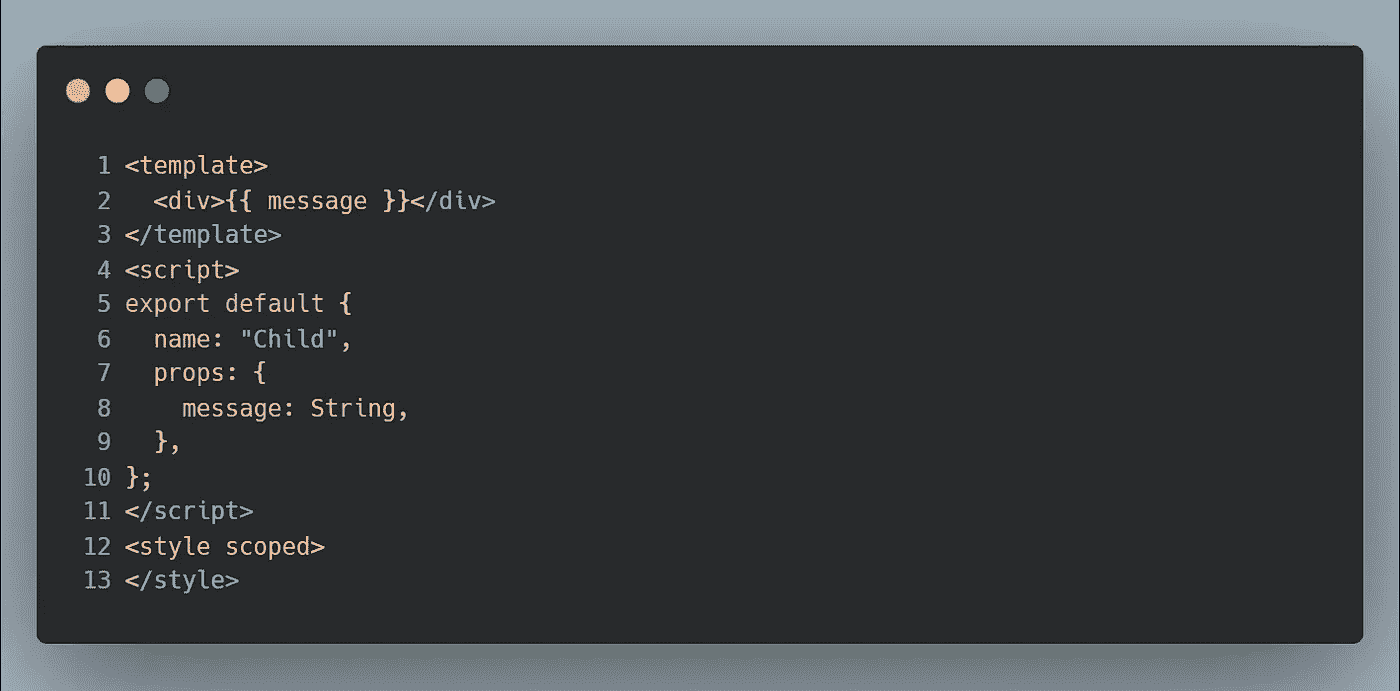 1 <template>
2   <div>{{ message }}</div>
3 </template>
4 <script>
5 export default {
6   name: "Child",
7   props: {
8     message: String,
9   },
10 };
11 </script>
12 <style scoped>
13 </style>